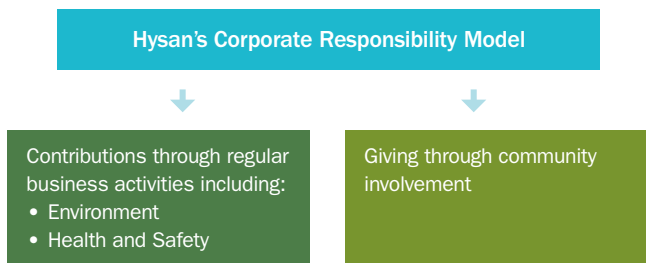 Hysan's Corporate Responsibility Model
Contributions through regular
business activities including:
• Environment
• Health and Safety
Giving through community
involvement